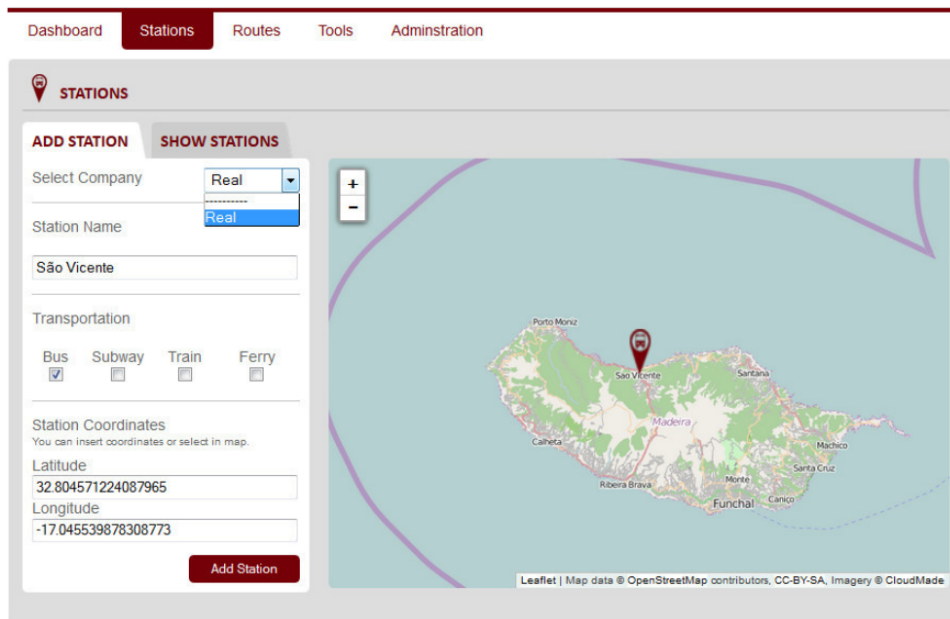 Dashboard Stations Routes Tools Adminstration
STATIONS
ADD STATION SHOW STATIONS
Select Company Real
----------
Real
Station Name
São Vicente
Transportation
Bus Subway Train Ferry
Station Coordinates
You can insert coordinates or select in map.
Latitude
32.804571224087965
Longitude
-17.045539878308773
Add Station
+
−
Porto Moniz
São Vicente
Santana
Madeira
Calheta
Machico
Santa Cruz
Ribeira Brava
Monte
Caniço
Funchal
Leaflet | Map data © OpenStreetMap contributors, CC-BY-SA, Imagery © CloudMade